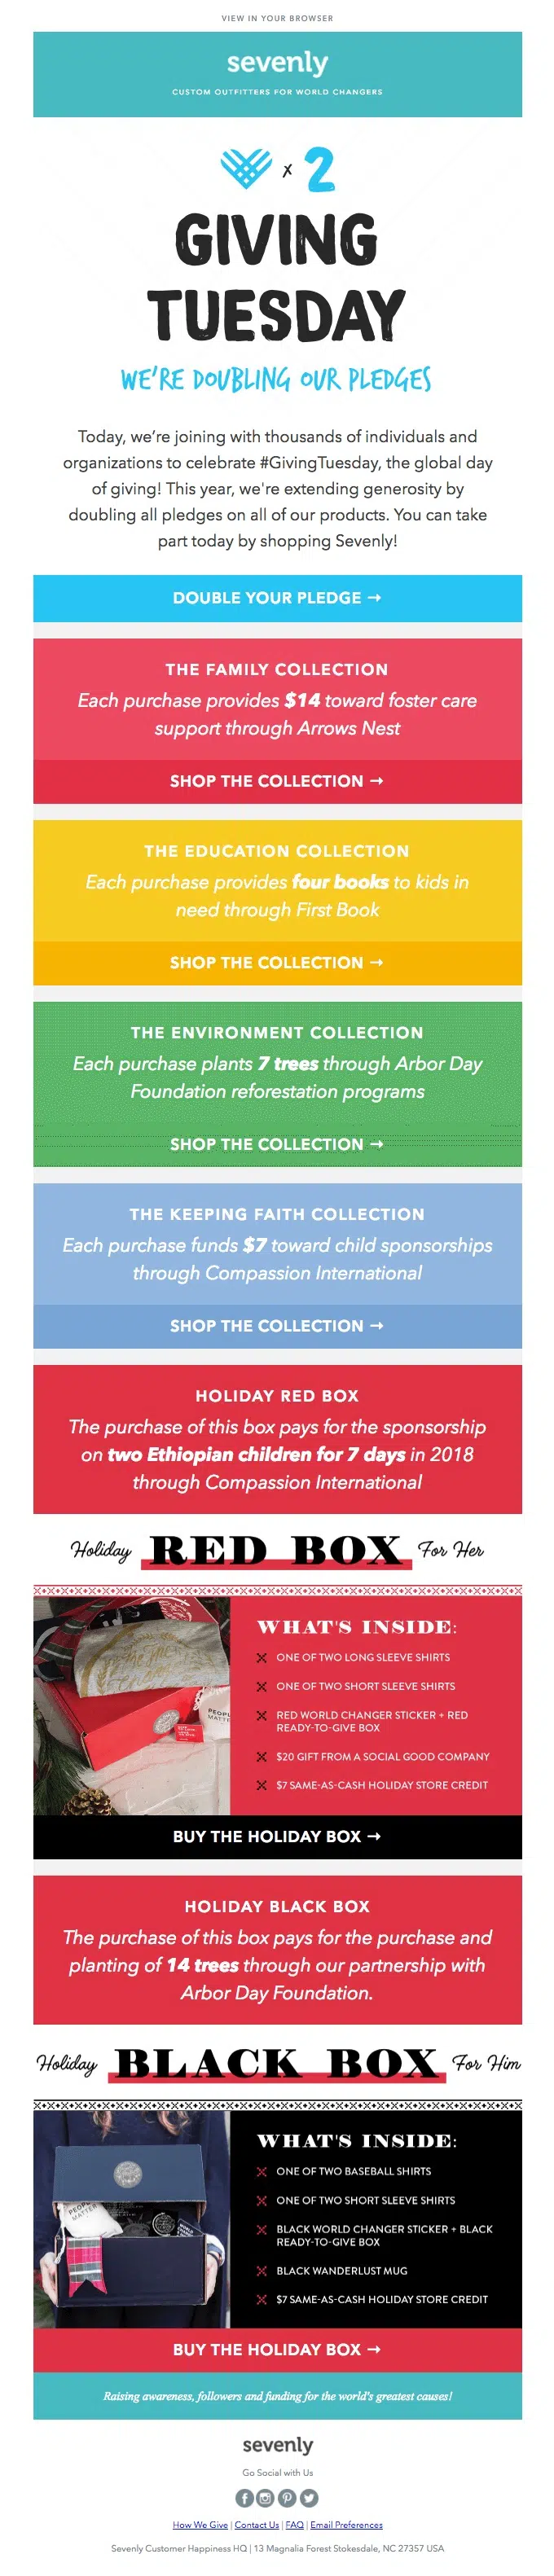 VIEW IN YOUR BROWSER
sevenly
CUSTOM OUTFITTERS FOR WORLD CHANGERS
x 2
GIVING
TUESDAY
WE'RE DOUBLING OUR PLEDGES
Today, we're joining with thousands of individuals and
organizations to celebrate #GivingTuesday, the global day
of giving! This year, we're extending generosity by
doubling all pledges on all of our products. You can take
part today by shopping Sevenly!
DOUBLE YOUR PLEDGE →
THE FAMILY COLLECTION
Each purchase provides $14 toward foster care
support through Arrows Nest
SHOP THE COLLECTION →
THE EDUCATION COLLECTION
Each purchase provides four books to kids in
need through First Book
SHOP THE COLLECTION →
THE ENVIRONMENT COLLECTION
Each purchase plants 7 trees through Arbor Day
Foundation reforestation programs
SHOP THE COLLECTION →
THE KEEPING FAITH COLLECTION
Each purchase funds $7 toward child sponsorships
through Compassion International
SHOP THE COLLECTION →
HOLIDAY RED BOX
The purchase of this box pays for the sponsorship
on two Ethiopian children for 7 days in 2018
through Compassion International
Holiday RED BOX For Her
WHAT'S INSIDE:
ONE OF TWO LONG SLEEVE SHIRTS
ONE OF TWO SHORT SLEEVE SHIRTS
RED WORLD CHANGER STICKER + RED
READY-TO-GIVE BOX
$20 GIFT FROM A SOCIAL GOOD COMPANY
$7 SAME-AS-CASH HOLIDAY STORE CREDIT
BUY THE HOLIDAY BOX →
HOLIDAY BLACK BOX
The purchase of this box pays for the purchase and
planting of 14 trees through our partnership with
Arbor Day Foundation.
Holiday BLACK BOX For Him
PEOPLE
MATTER
WHAT'S INSIDE:
ONE OF TWO BASEBALL SHIRTS
ONE OF TWO SHORT SLEEVE SHIRTS
BLACK WORLD CHANGER STICKER + BLACK
READY-TO-GIVE BOX
BLACK WANDERLUST MUG
$7 SAME-AS-CASH HOLIDAY STORE CREDIT
BUY THE HOLIDAY BOX →
Raising awareness, followers and funding for the world's greatest causes!
sevenly
Go Social with Us
How We Give | Contact Us | FAQ | Email Preferences
Sevenly Customer Happiness HQ | 13 Magnalia Forest Stokesdale, NC 27357 USA